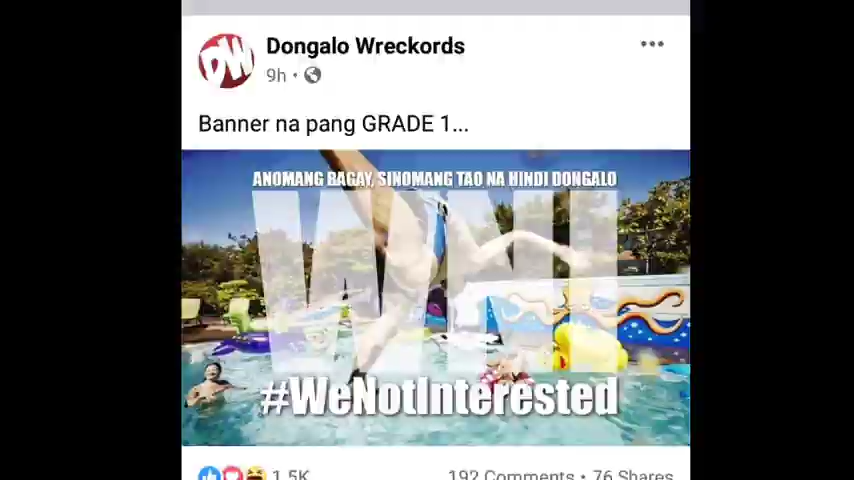 DW
Dongalo Wreckords
9h •
Banner na pang GRADE 1...
ANOMANG BAGAY, SINOMANG TAO NA HINDI DONGALO
WNI
#WeNotInterested
1.5K 192 Comments • 76 Shares